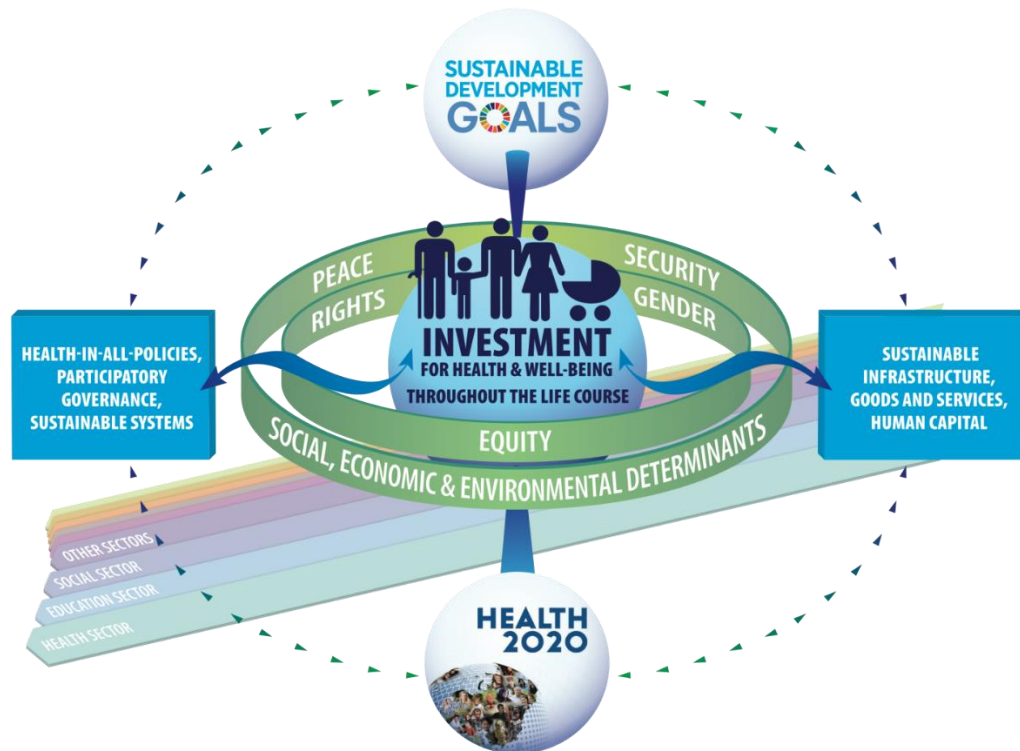 SUSTAINABLE
DEVELOPMENT
GOALS
PEACE
SECURITY
RIGHTS
GENDER
INVESTMENT
FOR HEALTH & WELL-BEING
THROUGHOUT THE LIFE COURSE
HEALTH-IN-ALL-POLICIES,
PARTICIPATORY
GOVERNANCE,
SUSTAINABLE SYSTEMS
SUSTAINABLE
INFRASTRUCTURE,
GOODS AND SERVICES,
HUMAN CAPITAL
EQUITY
SOCIAL, ECONOMIC & ENVIRONMENTAL DETERMINANTS
OTHER SECTORS
SOCIAL SECTOR
EDUCATION SECTOR
HEALTH SECTOR
HEALTH
2020